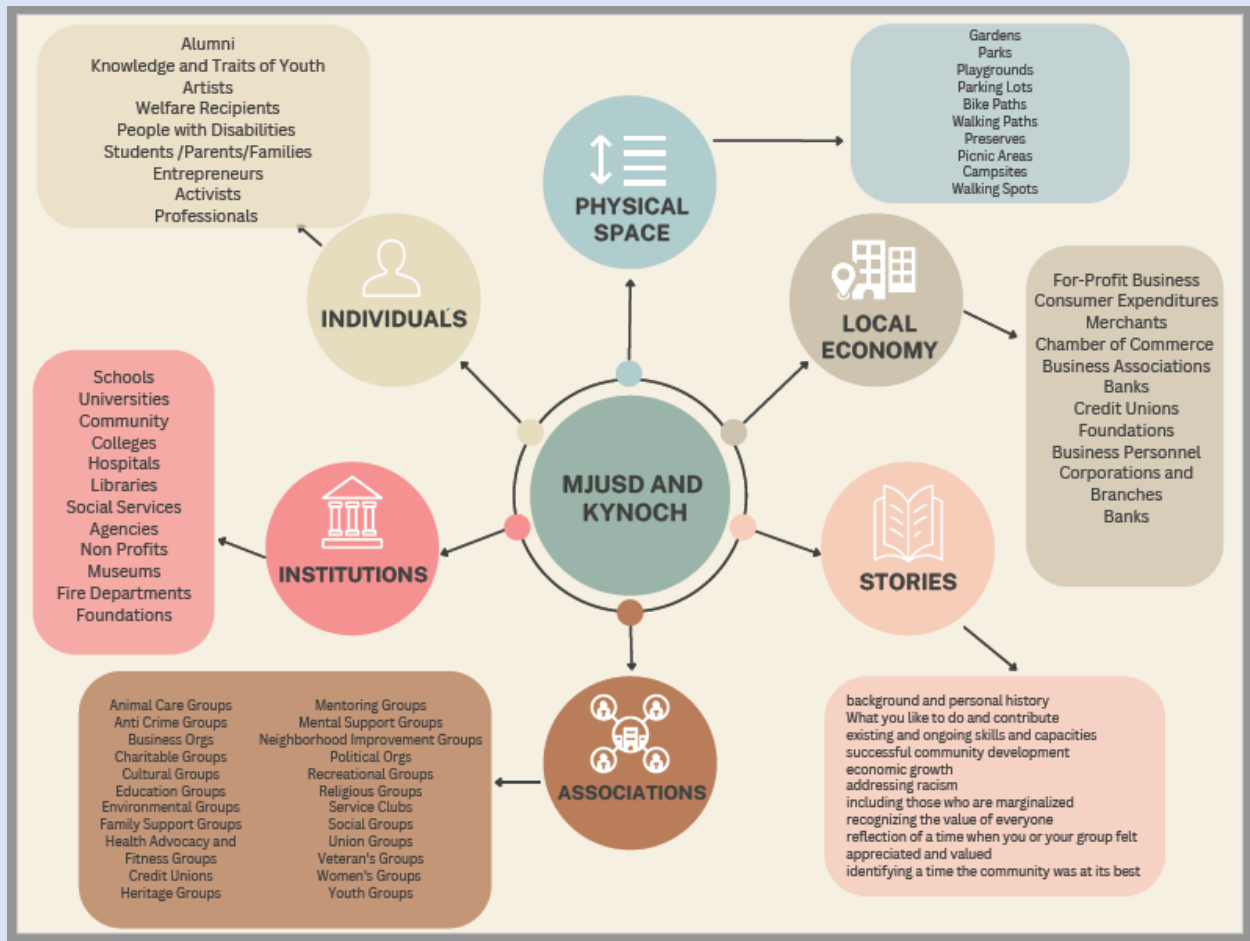 Alumni
Knowledge and Traits of Youth
Artists
Welfare Recipients
People with Disabilities
Students /Parents/Families
Entrepreneurs
Activists
Professionals
INDIVIDUALS
PHYSICAL
SPACE
Gardens
Parks
Playgrounds
Parking Lots
Bike Paths
Walking Paths
Preserves
Picnic Areas
Campsites
Walking Spots
LOCAL
ECONOMY
For-Profit Business
Consumer Expenditures
Merchants
Chamber of Commerce
Business Associations
Banks
Credit Unions
Foundations
Business Personnel
Corporations and
Branches
Banks
Schools
Universities
Community
Colleges
Hospitals
Libraries
Social Services
Agencies
Non Profits
Museums
Fire Departments
Foundations
INSTITUTIONS
MJUSD AND
KYNOCH
STORIES
background and personal history
What you like to do and contribute
existing and ongoing skills and capacities
successful community development
economic growth
addressing racism
including those who are marginalized
recognizing the value of everyone
reflection of a time when you or your group felt
appreciated and valued
identifying a time the community was at its best
ASSOCIATIONS
Animal Care Groups
Anti Crime Groups
Business Orgs
Charitable Groups
Cultural Groups
Education Groups
Environmental Groups
Family Support Groups
Health Advocacy and
Fitness Groups
Credit Unions
Heritage Groups
Mentoring Groups
Mental Support Groups
Neighborhood Improvement Groups
Political Orgs
Recreational Groups
Religious Groups
Service Clubs
Social Groups
Union Groups
Veteran's Groups
Women's Groups
Youth Groups